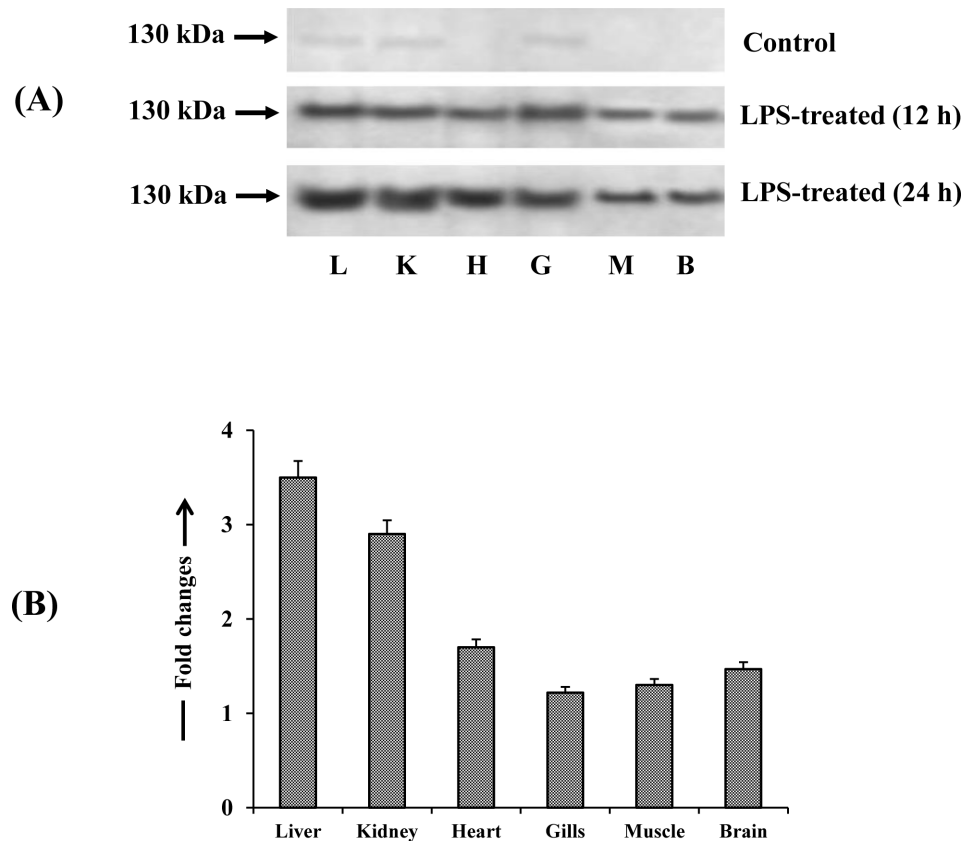 (A)
130 kDa
Control
130 kDa
LPS-treated (12 h)
130 kDa
LPS-treated (24 h)
L K H G M B
(B)
Fold changes
4
3
2
1
0
Liver Kidney Heart Gills Muscle Brain